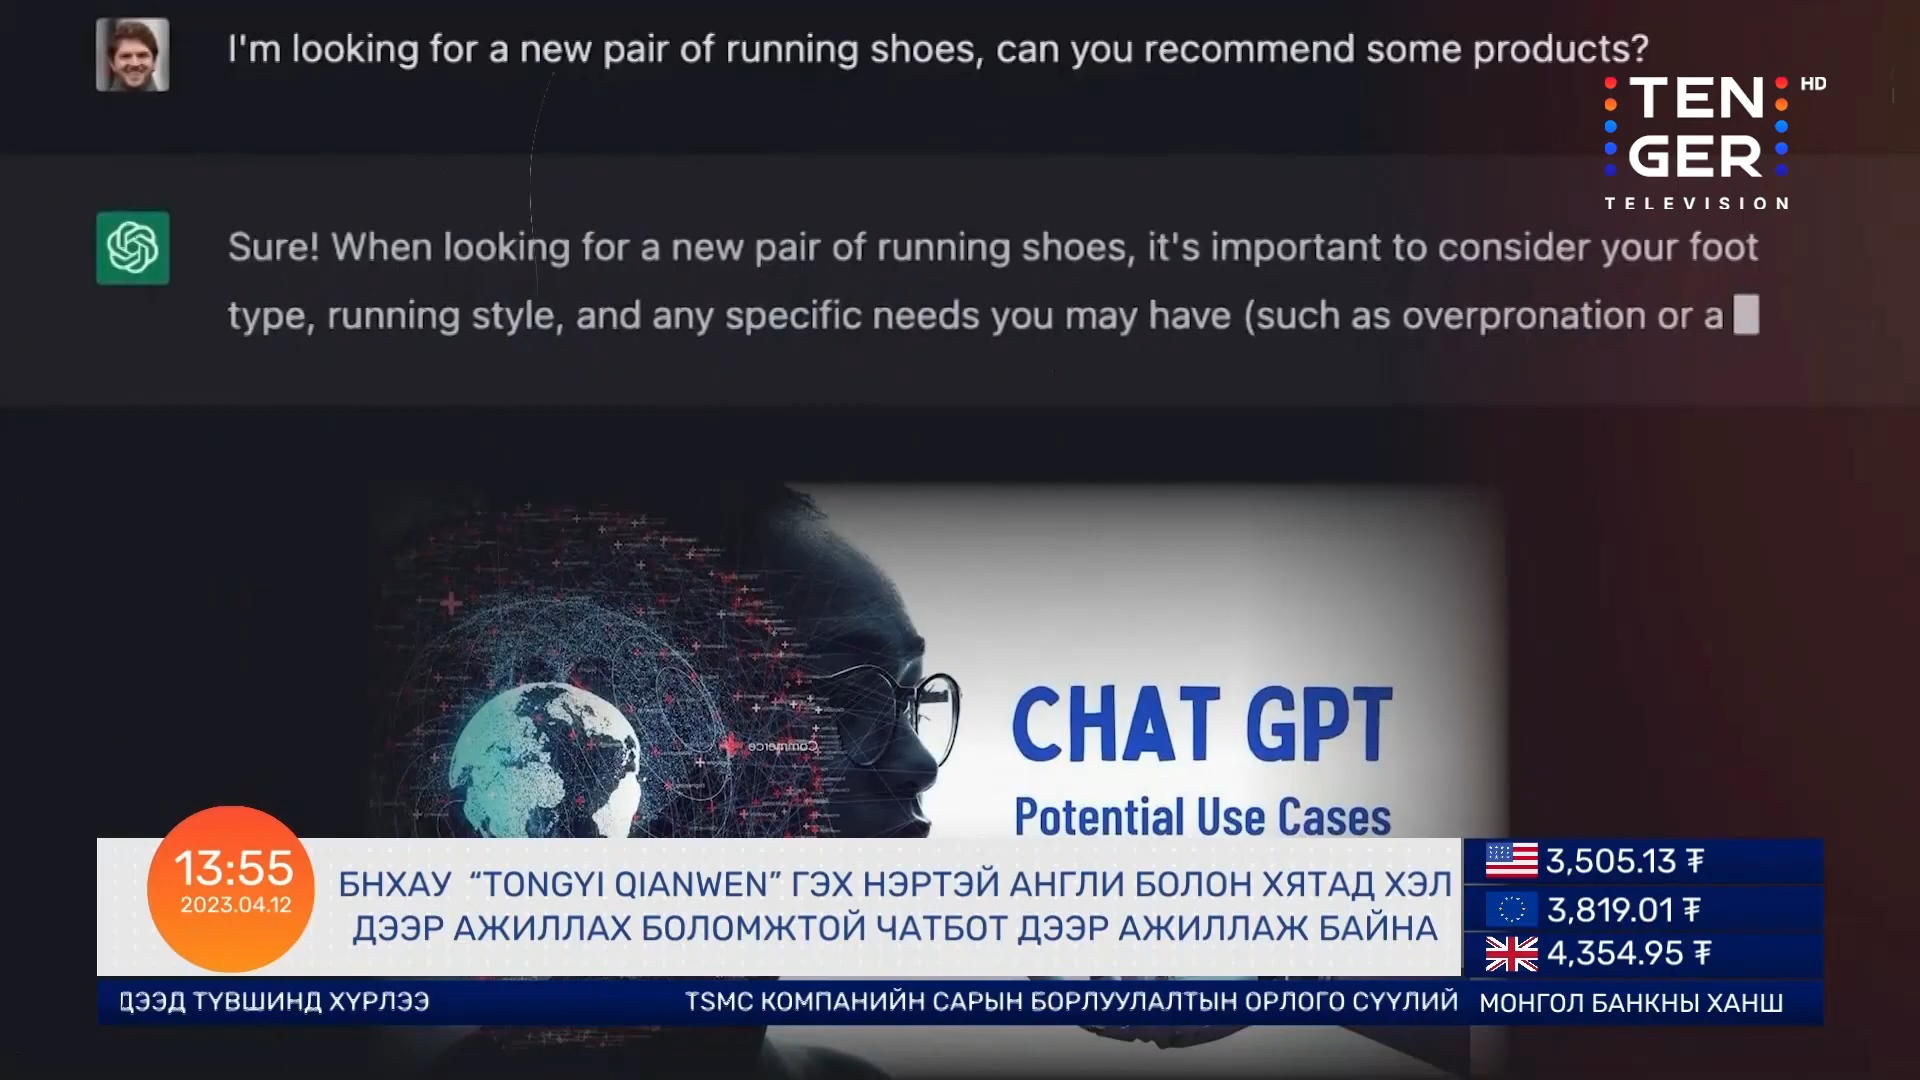 I'm looking for a new pair of running shoes, can you recommend some products?
TEN HD
GER
TELEVISION
Sure! When looking for a new pair of running shoes, it's important to consider your foot
type, running style, and any specific needs you may have (such as overpronation or a
Commerce
CHAT GPT
Potential Use Cases
13:55
2023.04.12
БНХАУ “TONGYI QIANWEN” ГЭХ НЭРТЭЙ АНГЛИ БОЛОН ХЯТАД ХЭЛ
ДЭЭР АЖИЛЛАХ БОЛОМЖТОЙ ЧАТБОТ ДЭЭР АЖИЛЛАЖ БАЙНА
3,505.13 ₮
3,819.01 ₮
4,354.95 ₮
ДЭЭД ТҮВШИНД ХҮРЛЭЭ
TSMC КОМПАНИЙН САРЫН БОРЛУУЛАЛТЫН ОРЛОГО СҮҮЛИЙ
МОНГОЛ БАНКНЫ ХАНШ